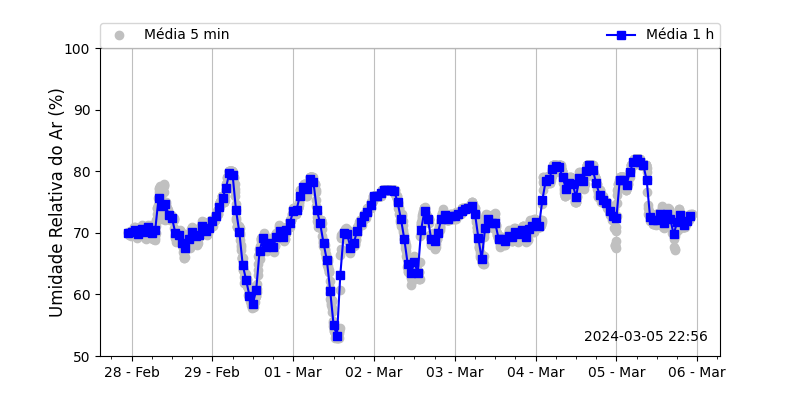 Média 5 min
Média 1 h
Umidade Relativa do Ar (%)
100
90
80
70
60
50
2024-03-05 22:56
28 - Feb
29 - Feb
01 - Mar
02 - Mar
03 - Mar
04 - Mar
05 - Mar
06 - Mar